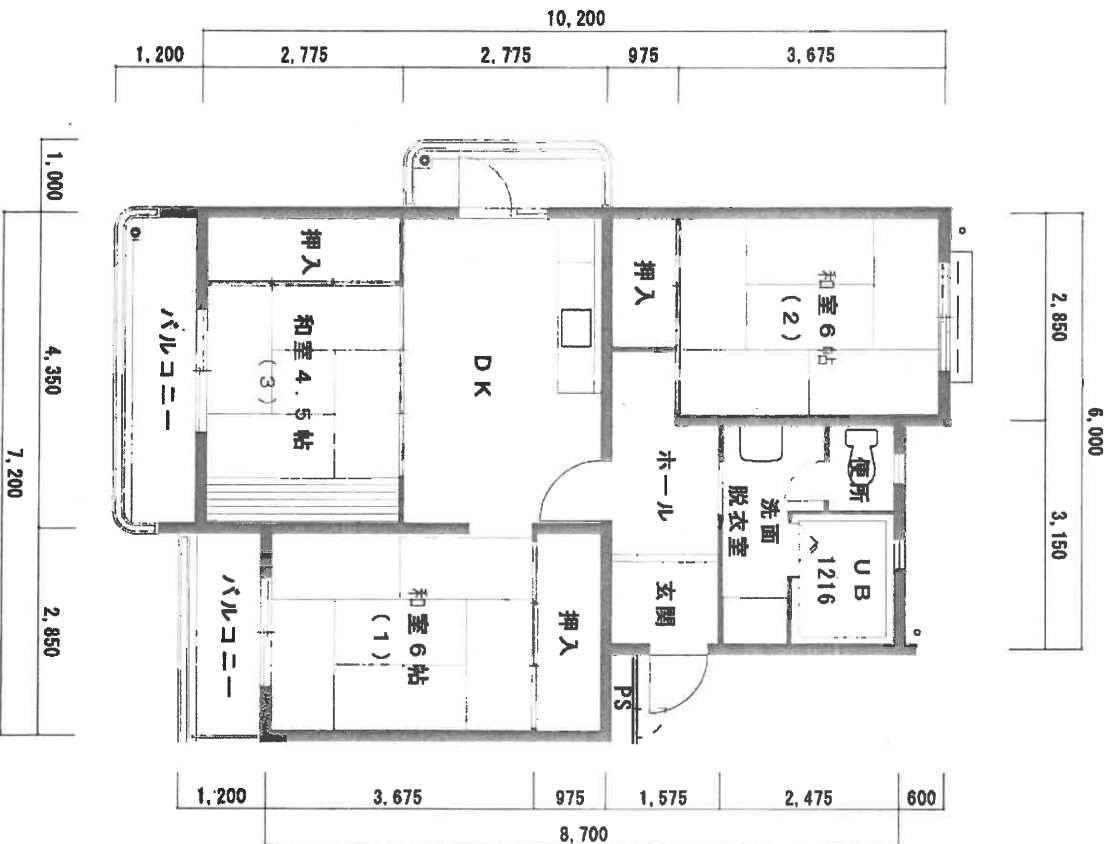 10,200
1,200
2,775
2,775
975
3,675
1,000
4,350
7,200
2,850
2,850
6,000
3,150
押入
押入
和室6帖
(2)
バルコニー
和室4.5帖
(3)
DK
ホール
洗面
脱衣室
便所
UB
1216
玄関
バルコニー
和室6帖
(1)
押入
PS
1,200
3,675
975
1,575
2,475
600
8,700